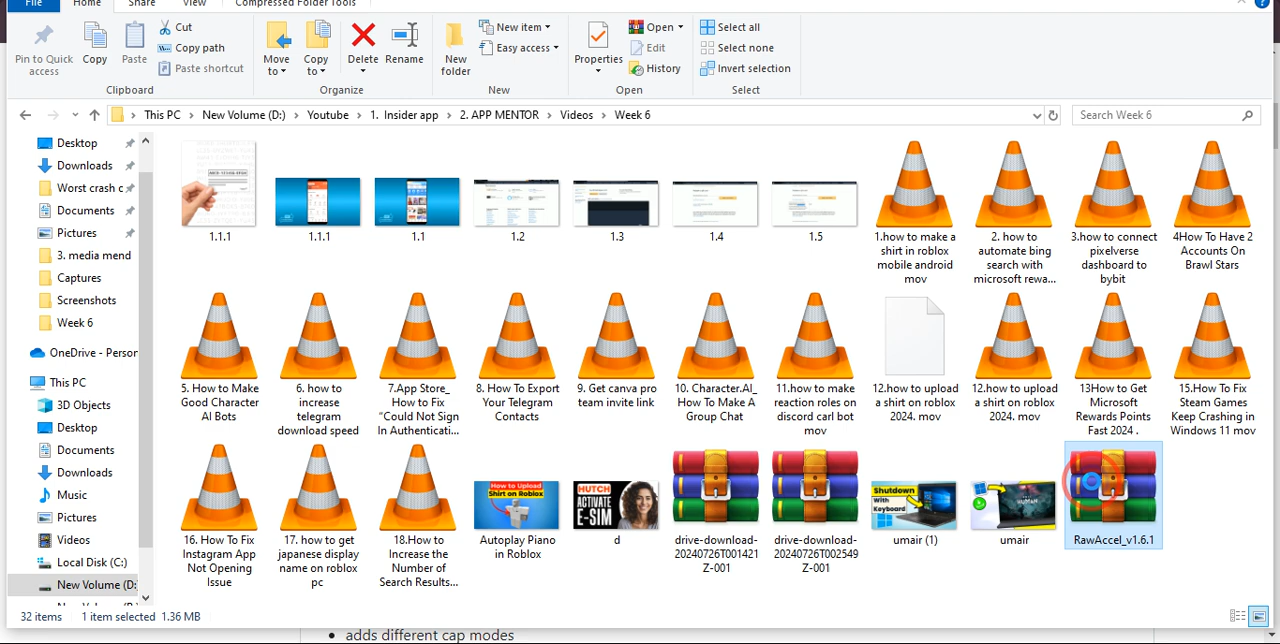 File
Home
Share
View
Compressed Folder Tools
Pin to Quick
access
Copy
Paste
Cut
Copy path
Paste shortcut
Clipboard
Move
to
Copy
to
Delete
Rename
Organize
New
folder
New item
Easy access
New
Properties
Open
Edit
History
Open
Select all
Select none
Invert selection
Select
This PC > New Volume (D:) > Youtube > 1. Insider app > 2. APP MENTOR > Videos > Week 6
Search Week 6
Desktop
Downloads
Worst crash c
Documents
Pictures
3. media mend
Captures
Screenshots
Week 6
OneDrive - Person
This PC
3D Objects
Desktop
Documents
Downloads
Music
Pictures
Videos
Local Disk (C:)
New Volume (D:
1.1.1
1.1.1
1.1
1.2
1.3
1.4
1.5
1.how to make a
shirt in roblox
mobile android
mov
2. how to
automate bing
search with
microsoft rewa...
3.how to connect
pixelverse
dashboard to
bybit
4How To Have 2
Accounts On
Brawl Stars
5. How to Make
Good Character
AI Bots
6. how to
increase
telegram
download speed
7.App Store_
How to Fix
“Could Not Sign
In Authenticati...
8. How To Export
Your Telegram
Contacts
9. Get canva pro
team invite link
10. Character.AI_
How To Make A
Group Chat
11.how to make
reaction roles on
discord carl bot
mov
12.how to upload
a shirt on roblox
2024. mov
12.how to upload
a shirt on roblox
2024. mov
13How to Get
Microsoft
Rewards Points
Fast 2024 .
15.How To Fix
Steam Games
Keep Crashing in
Windows 11 mov
16. How To Fix
Instagram App
Not Opening
Issue
17. how to get
japanese display
name on roblox
pc
18.How to
Increase the
Number of
Search Results...
How to Upload
Shirt on Roblox
Autoplay Piano
in Roblox
HUTCH
ACTIVATE
E-SIM
d
drive-download-
20240726T001421
Z-001
drive-download-
20240726T002549
Z-001
Shutdown
With
Keyboard
umair (1)
HUMAN
umair
RawAccel_v1.6.1
32 items
1 item selected 1.36 MB
• adds different cap modes